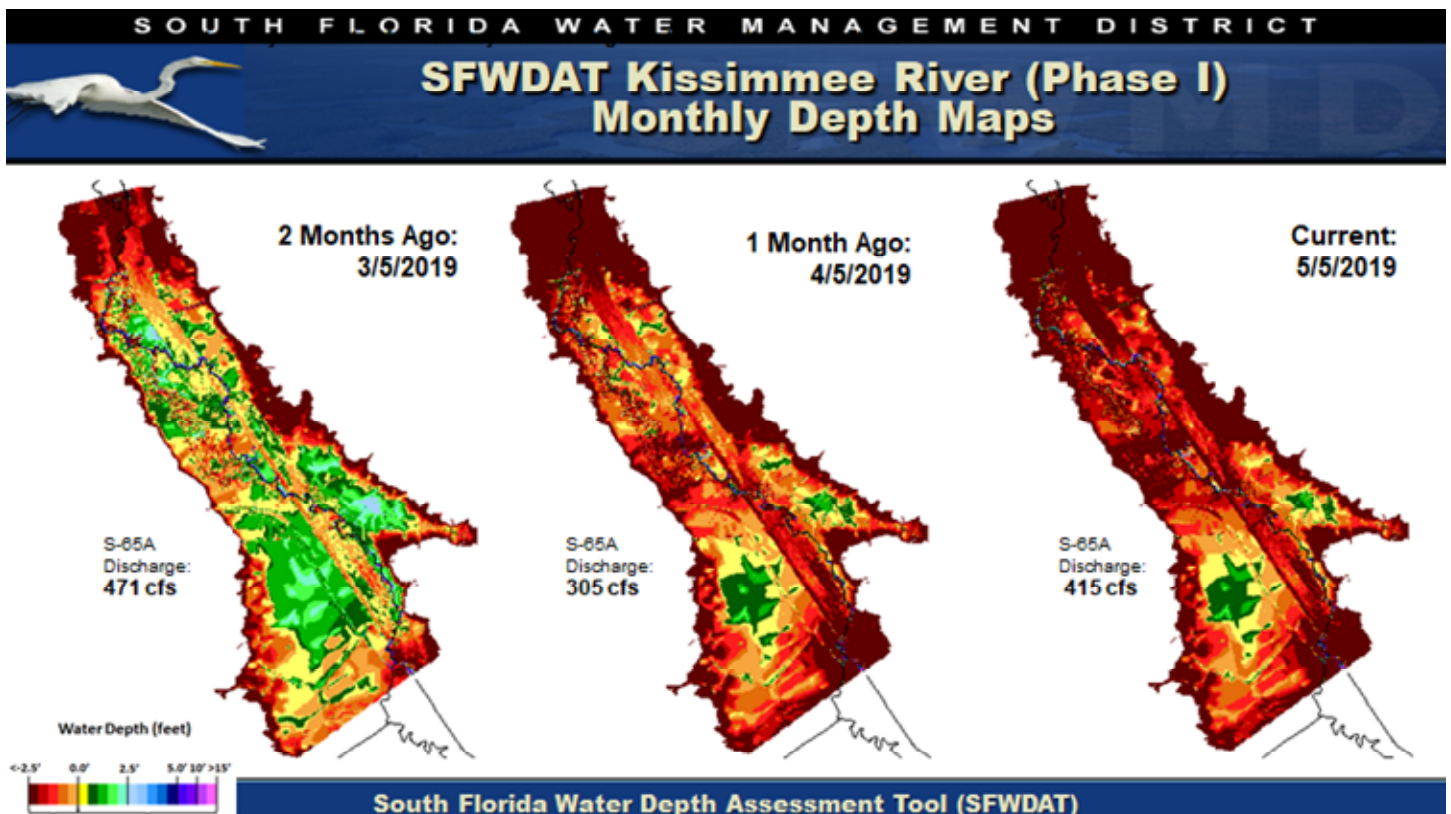 SOUTH FLORIDA WATER MANAGEMENT DISTRICT
SFWDAT Kissimmee River (Phase I)
Monthly Depth Maps
2 Months Ago:
3/5/2019
1 Month Ago:
4/5/2019
Current:
5/5/2019
S-65A
Discharge:
471 cfs
S-65A
Discharge:
305 cfs
S-65A
Discharge:
415 cfs
Water Depth (feet)
<-2.5' 0.0' 2.5' 5.0' 10' >15'
South Florida Water Depth Assessment Tool (SFWDAT)